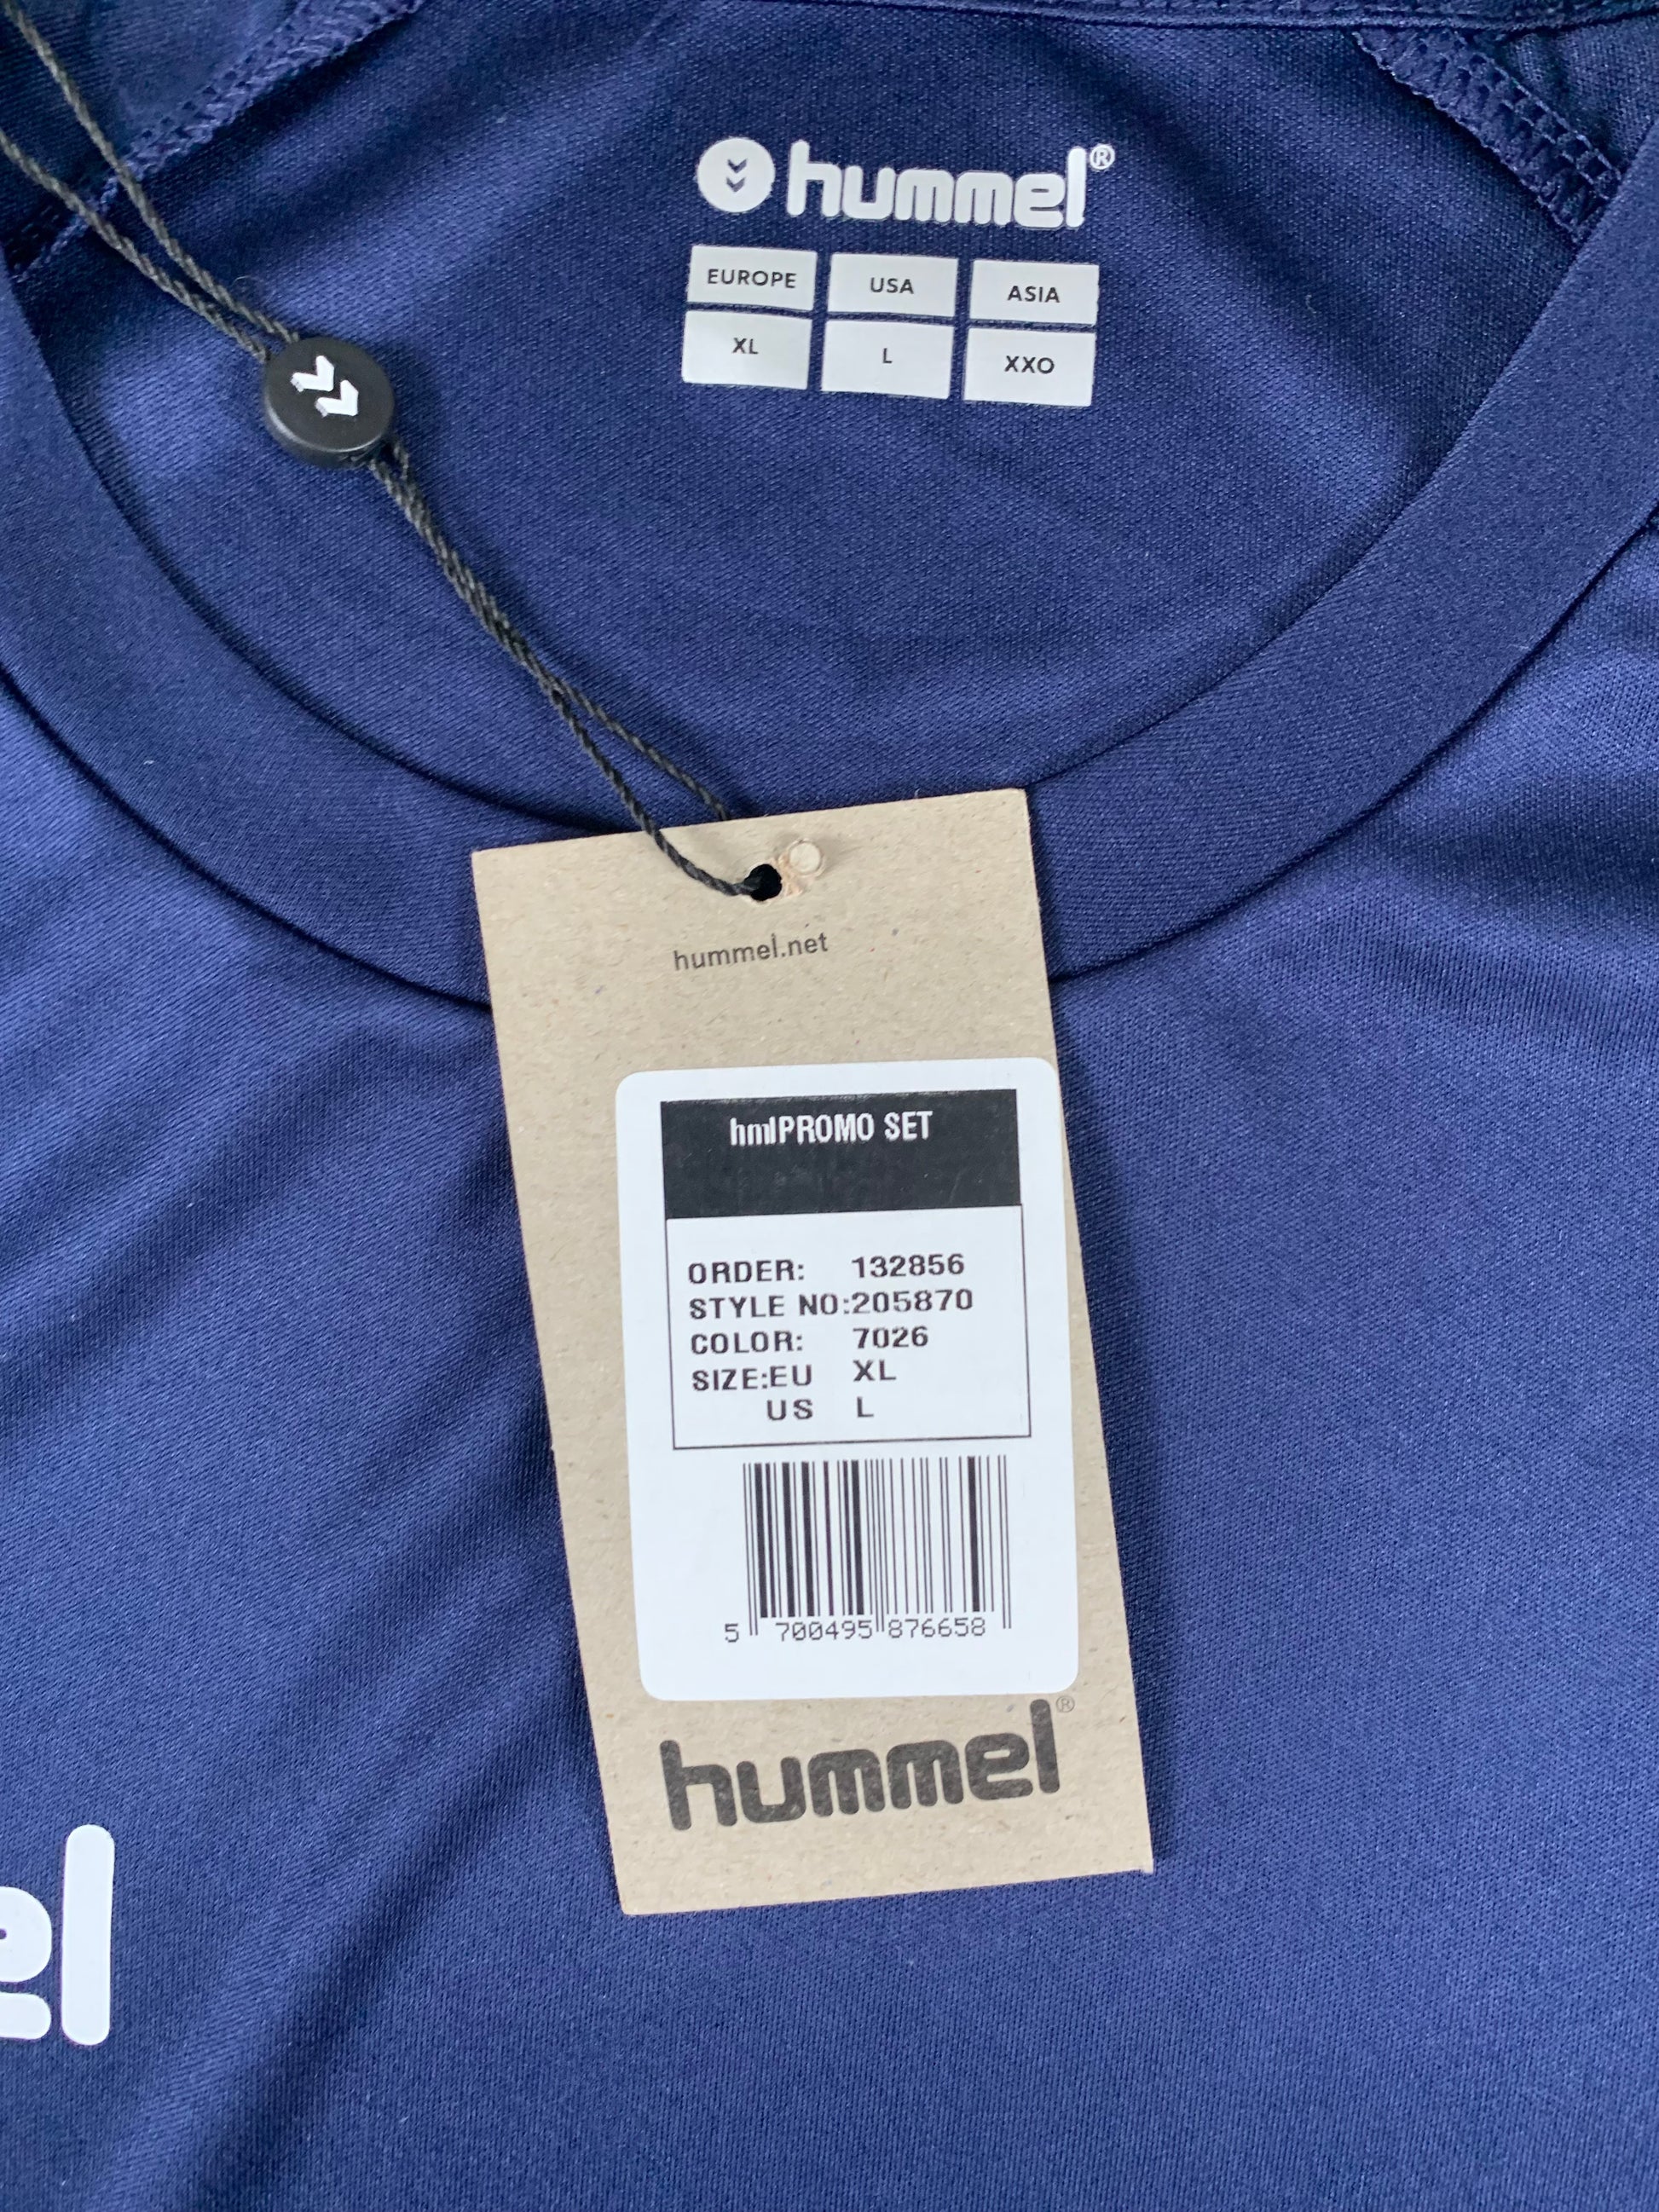 hummel®
EUROPE USA ASIA
XL L XXO
hummel.net
hmlPROMO SET
ORDER: 132856
STYLE NO:205870
COLOR: 7026
SIZE:EU XL
US L
5 700495 876658
hummel®
el